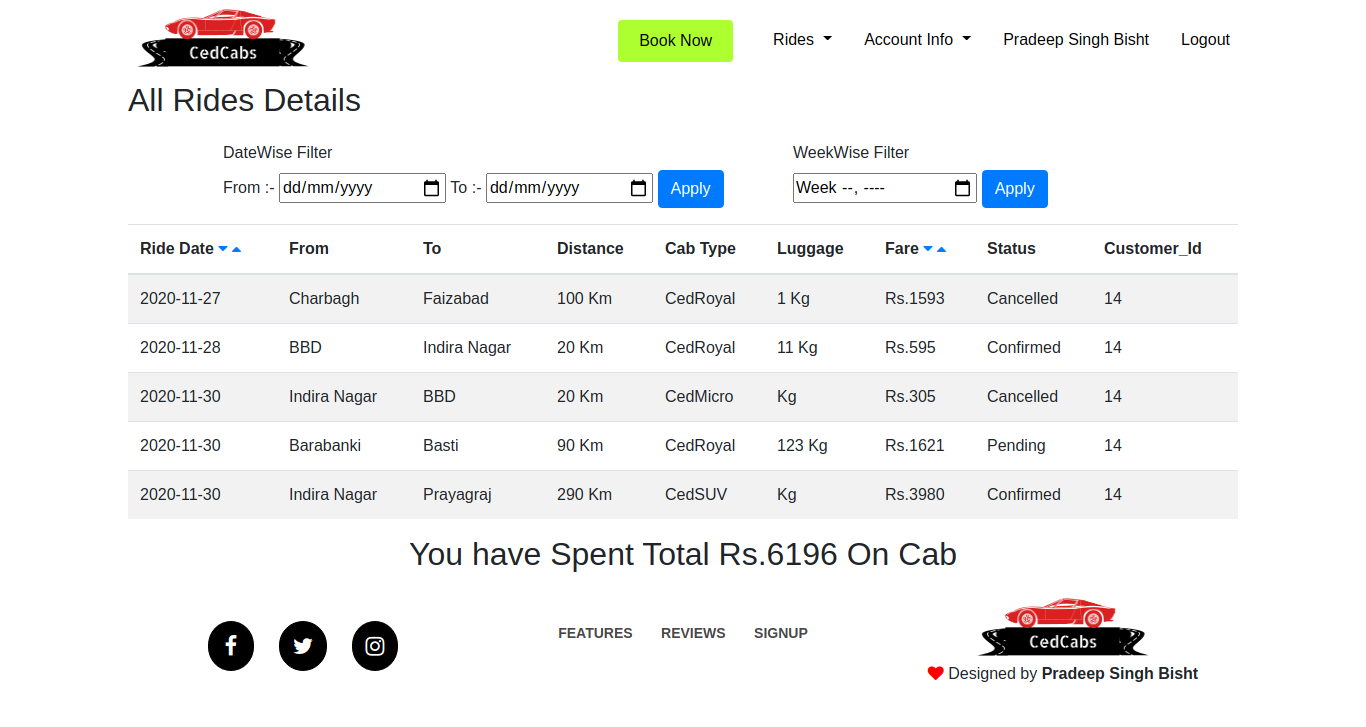 CedCabs
Book Now Rides Account Info Pradeep Singh Bisht Logout
All Rides Details
DateWise Filter WeekWise Filter
From :- dd/mm/yyyy To :- dd/mm/yyyy Apply Week --, ---- Apply
Ride Date From To Distance Cab Type Luggage Fare Status Customer_Id
2020-11-27 Charbagh Faizabad 100 Km CedRoyal 1 Kg Rs.1593 Cancelled 14
2020-11-28 BBD Indira Nagar 20 Km CedRoyal 11 Kg Rs.595 Confirmed 14
2020-11-30 Indira Nagar BBD 20 Km CedMicro Kg Rs.305 Cancelled 14
2020-11-30 Barabanki Basti 90 Km CedRoyal 123 Kg Rs.1621 Pending 14
2020-11-30 Indira Nagar Prayagraj 290 Km CedSUV Kg Rs.3980 Confirmed 14
You have Spent Total Rs.6196 On Cab
FEATURES REVIEWS SIGNUP
CedCabs
Designed by Pradeep Singh Bisht